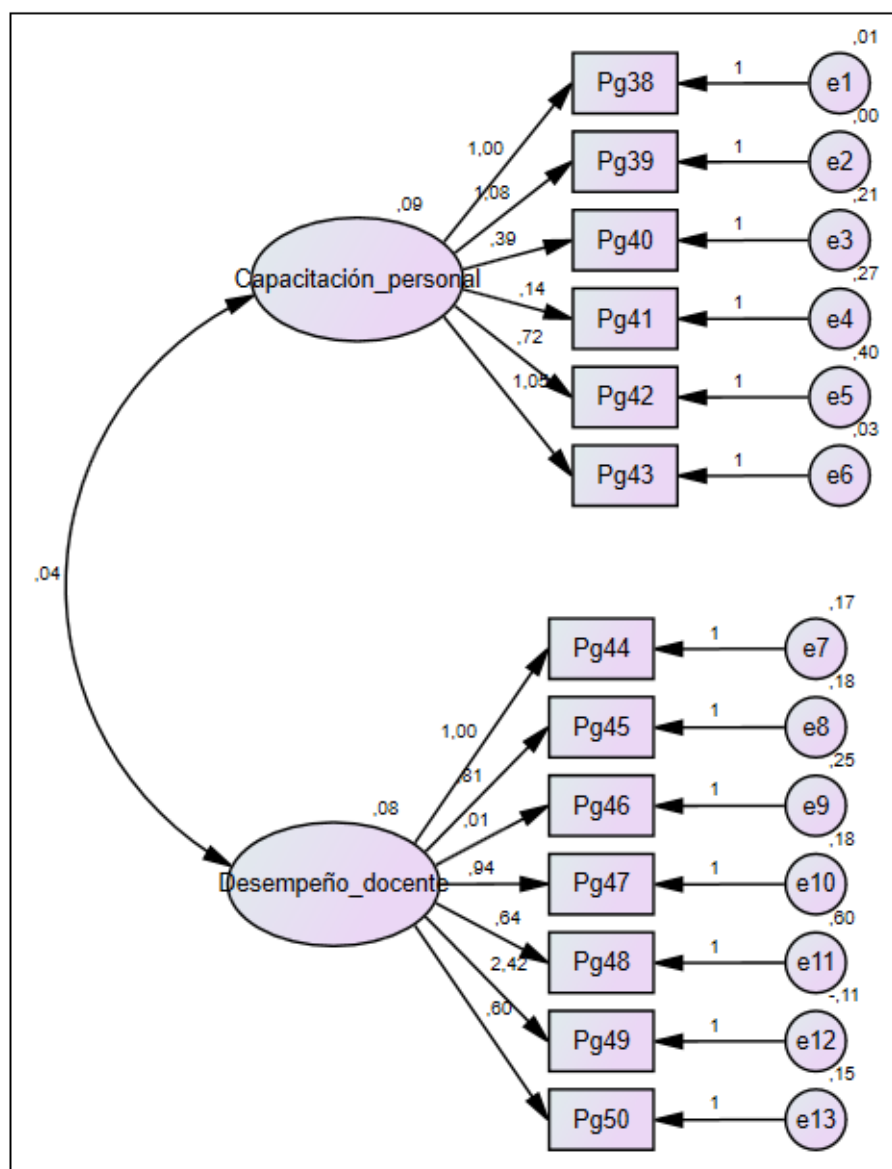 ,01
Pg38
1
e1
1,00
,00
Pg39
1
e2
1,08
,09
,21
Pg40
1
e3
,39
Capacitación_personal
,27
Pg41
1
e4
,14
,40
Pg42
1
e5
,72
,03
Pg43
1
e6
1,05
,04
,17
Pg44
1
e7
1,00
,18
Pg45
1
e8
,81
,25
Pg46
1
e9
,01
,08
,18
Pg47
1
e10
,94
Desempeño_docente
,60
Pg48
1
e11
,64
-,11
Pg49
1
e12
2,42
,15
Pg50
1
e13
,60